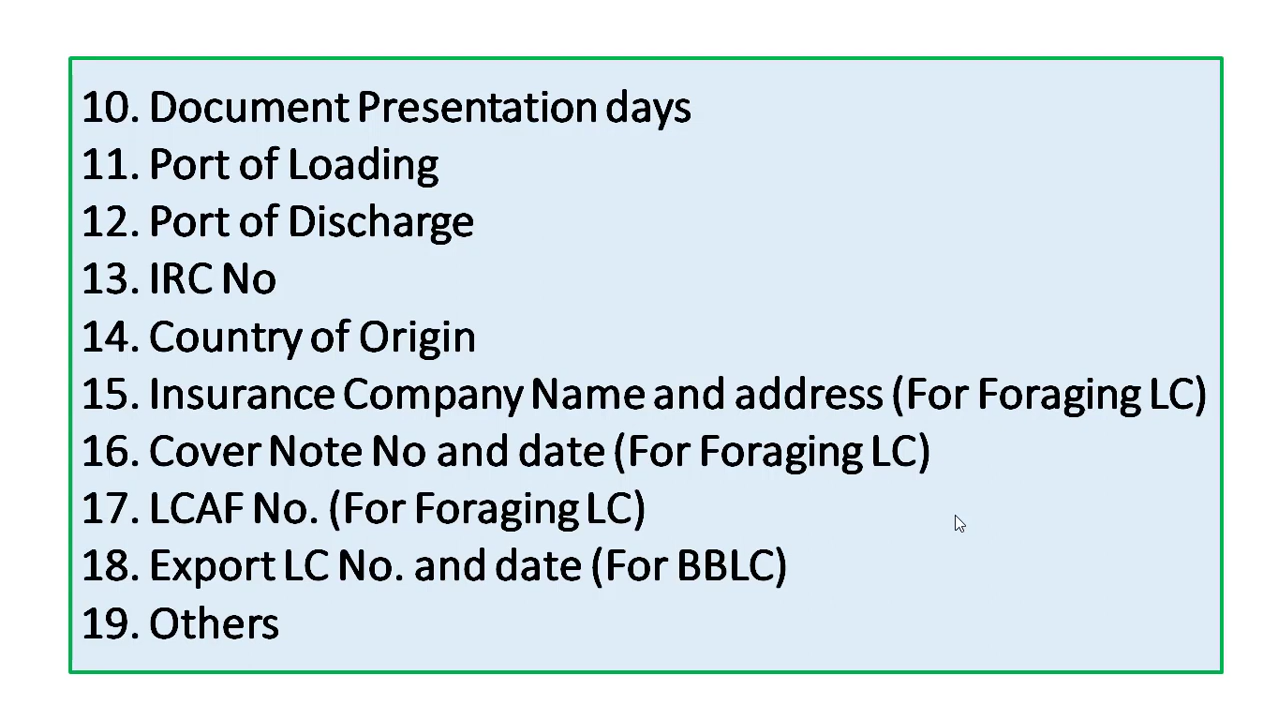 10. Document Presentation days
11. Port of Loading
12. Port of Discharge
13. IRC No
14. Country of Origin
15. Insurance Company Name and address (For Foraging LC)
16. Cover Note No and date (For Foraging LC)
17. LCAF No. (For Foraging LC)
18. Export LC No. and date (For BBLC)
19. Others